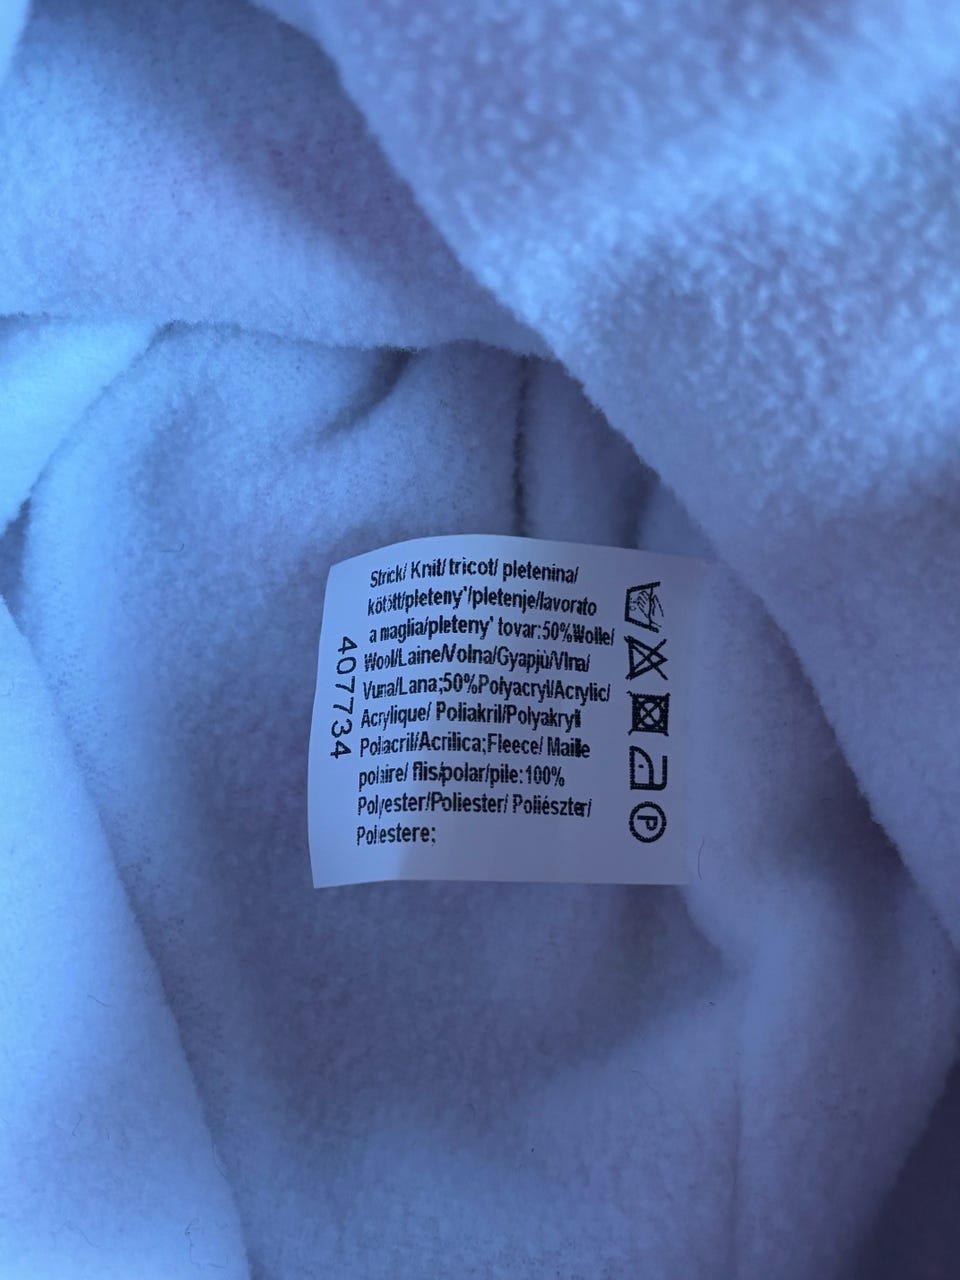 Strick/ Knit/ tricot/ pletenina/
kötött/pleteny'/pletenje/lavorato
a maglia/pleteny' tovar:50%Wolle/
Wool/Laine/Volna/Gyapjù/Vlna/
Vuna/Lana;50%Polyacryl/Acrylic/
Acrylique/ Poliakril/Polyakryl
Polacril/Acrilica;Fleece/ Maille
polaire/ flis/polar/pile:100%
Polyester/Poliester/ Poliészter/
Poliestere;
407734
P